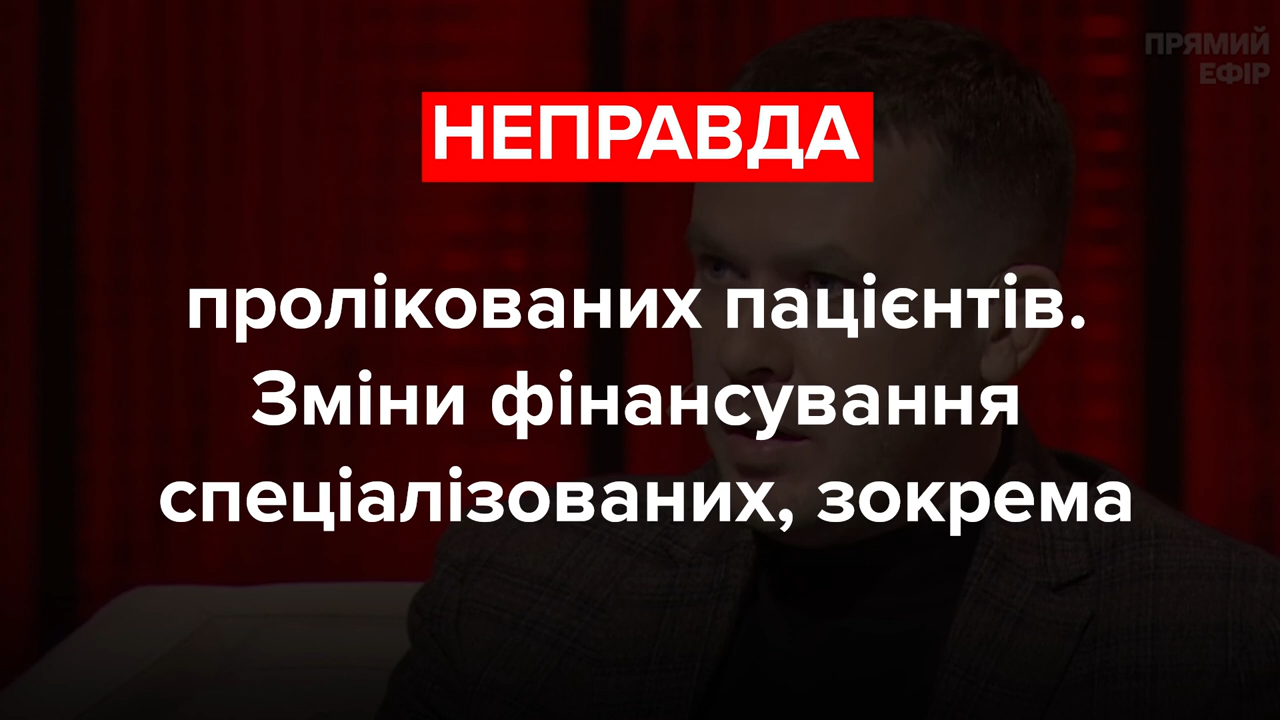 ПРЯМИЙ
ЕФІР
НЕПРАВДА
пролікованих пацієнтів.
Зміни фінансування
спеціалізованих, зокрема